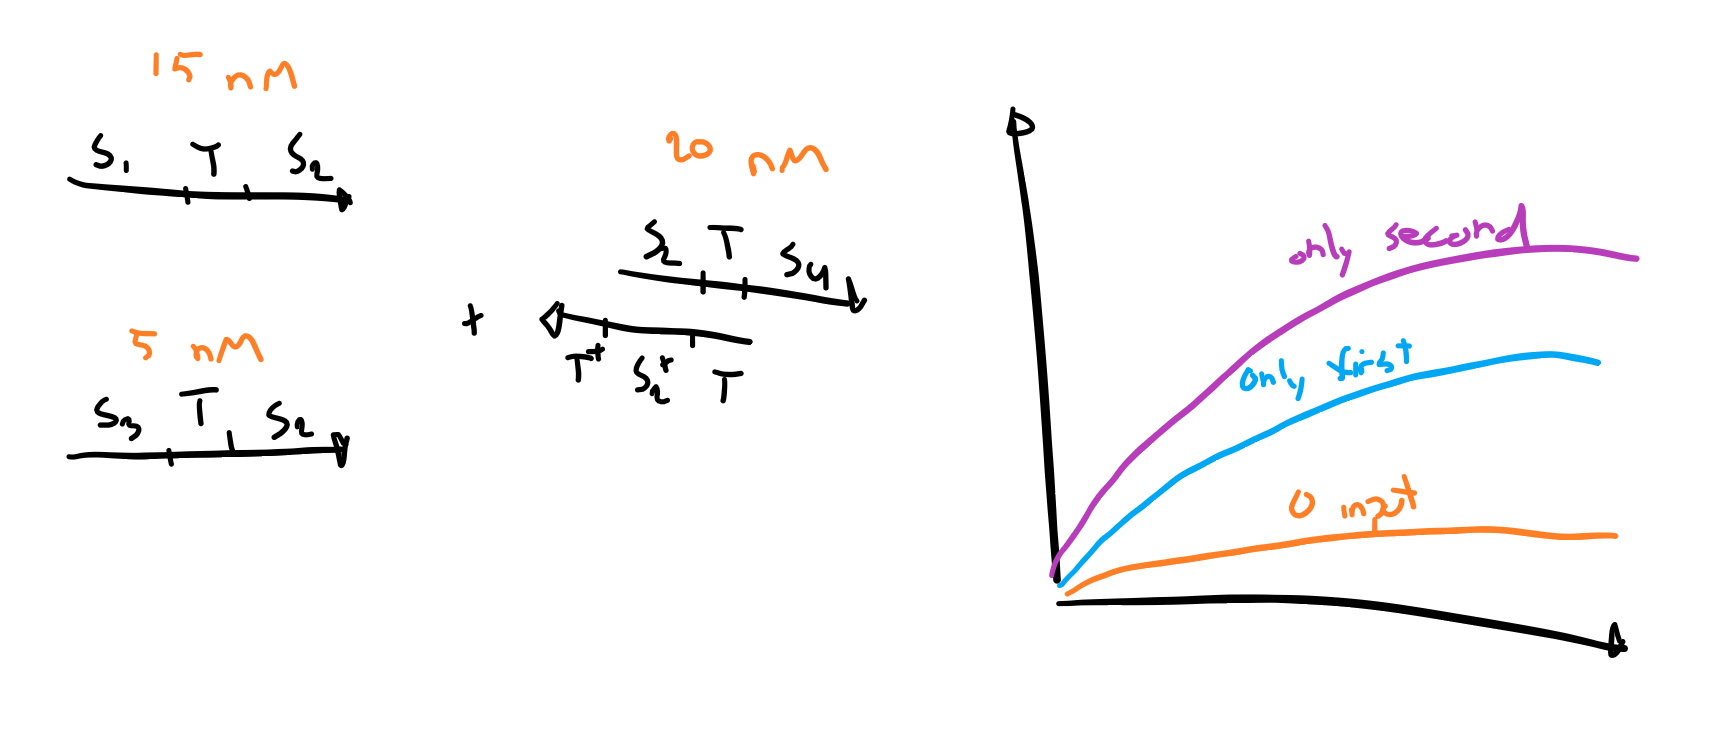 15 nM
S1 T S2
5 nM
S3 T S2
+
20 nM
S2 T S4
T* S2* T
only second
only first
0 input